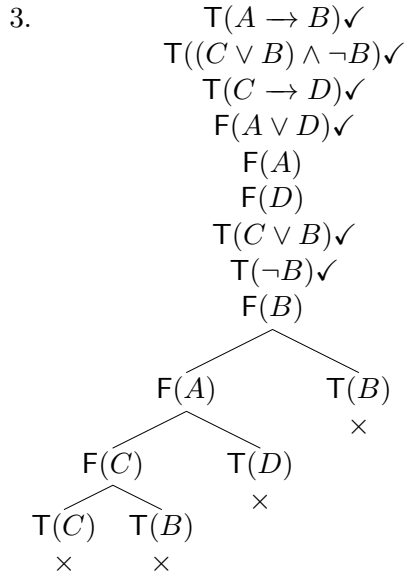 3. T(A → B)✓
T((C ∨ B) ∧ ¬B)✓
T(C → D)✓
F(A ∨ D)✓
F(A)
F(D)
T(C ∨ B)✓
T(¬B)✓
F(B)
F(A) T(B)
×
F(C) T(D)
×
T(C) T(B)
× ×